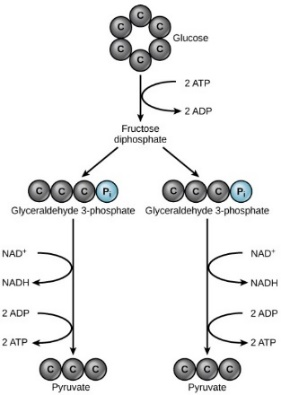 C
C C
C C
C
Glucose
2 ATP
2 ADP
Fructose
diphosphate
C C C Pi
C C C Pi
Glyceraldehyde 3-phosphate
Glyceraldehyde 3-phosphate
NAD+
NAD+
NADH
NADH
2 ADP
2 ADP
2 ATP
2 ATP
C C C
C C C
Pyruvate
Pyruvate